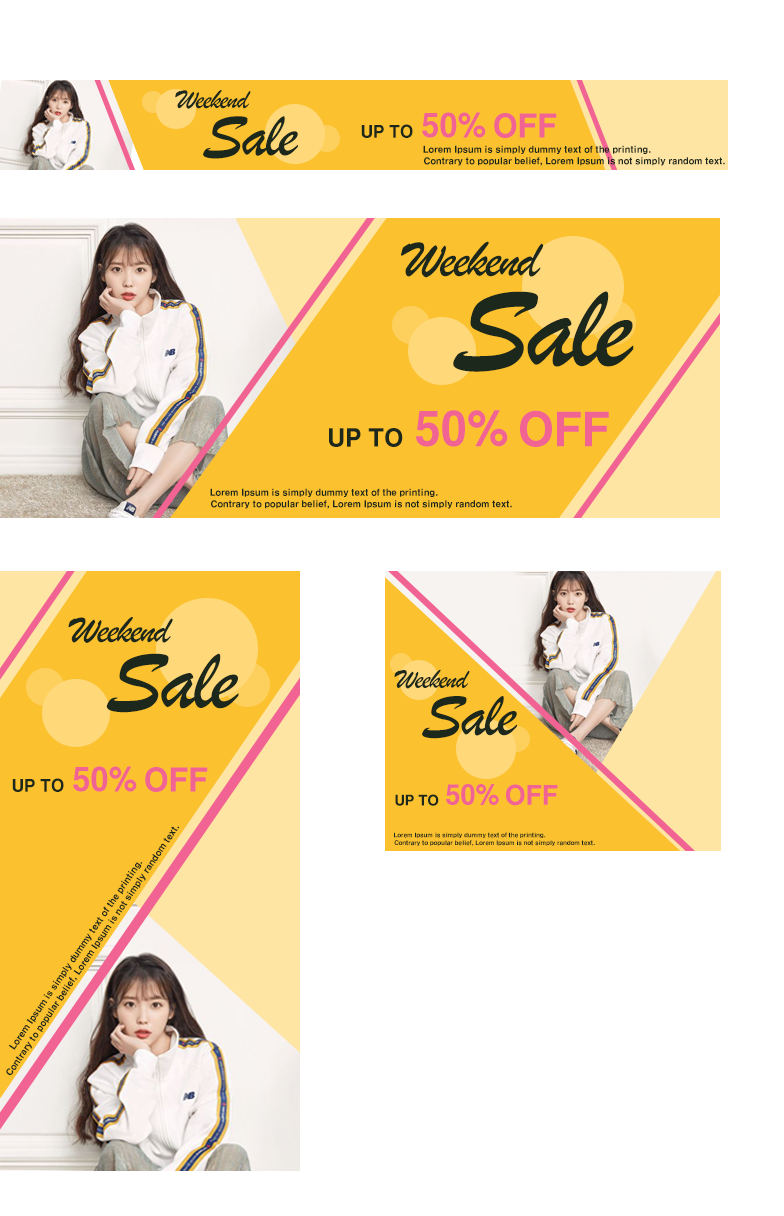 Weekend
Sale
UP TO 50% OFF
Lorem Ipsum is simply dummy text of the printing.
Contrary to popular belief, Lorem Ipsum is not simply random text.
NB
Weekend
Sale
UP TO 50% OFF
Lorem Ipsum is simply dummy text of the printing.
Contrary to popular belief, Lorem Ipsum is not simply random text.
Weekend
Sale
UP TO 50% OFF
Lorem Ipsum is simply dummy text of the printing.
Contrary to popular belief, Lorem Ipsum is not simply random text.
NB
Weekend
Sale
UP TO 50% OFF
Lorem Ipsum is simply dummy text of the printing.
Contrary to popular belief, Lorem Ipsum is not simply random text.